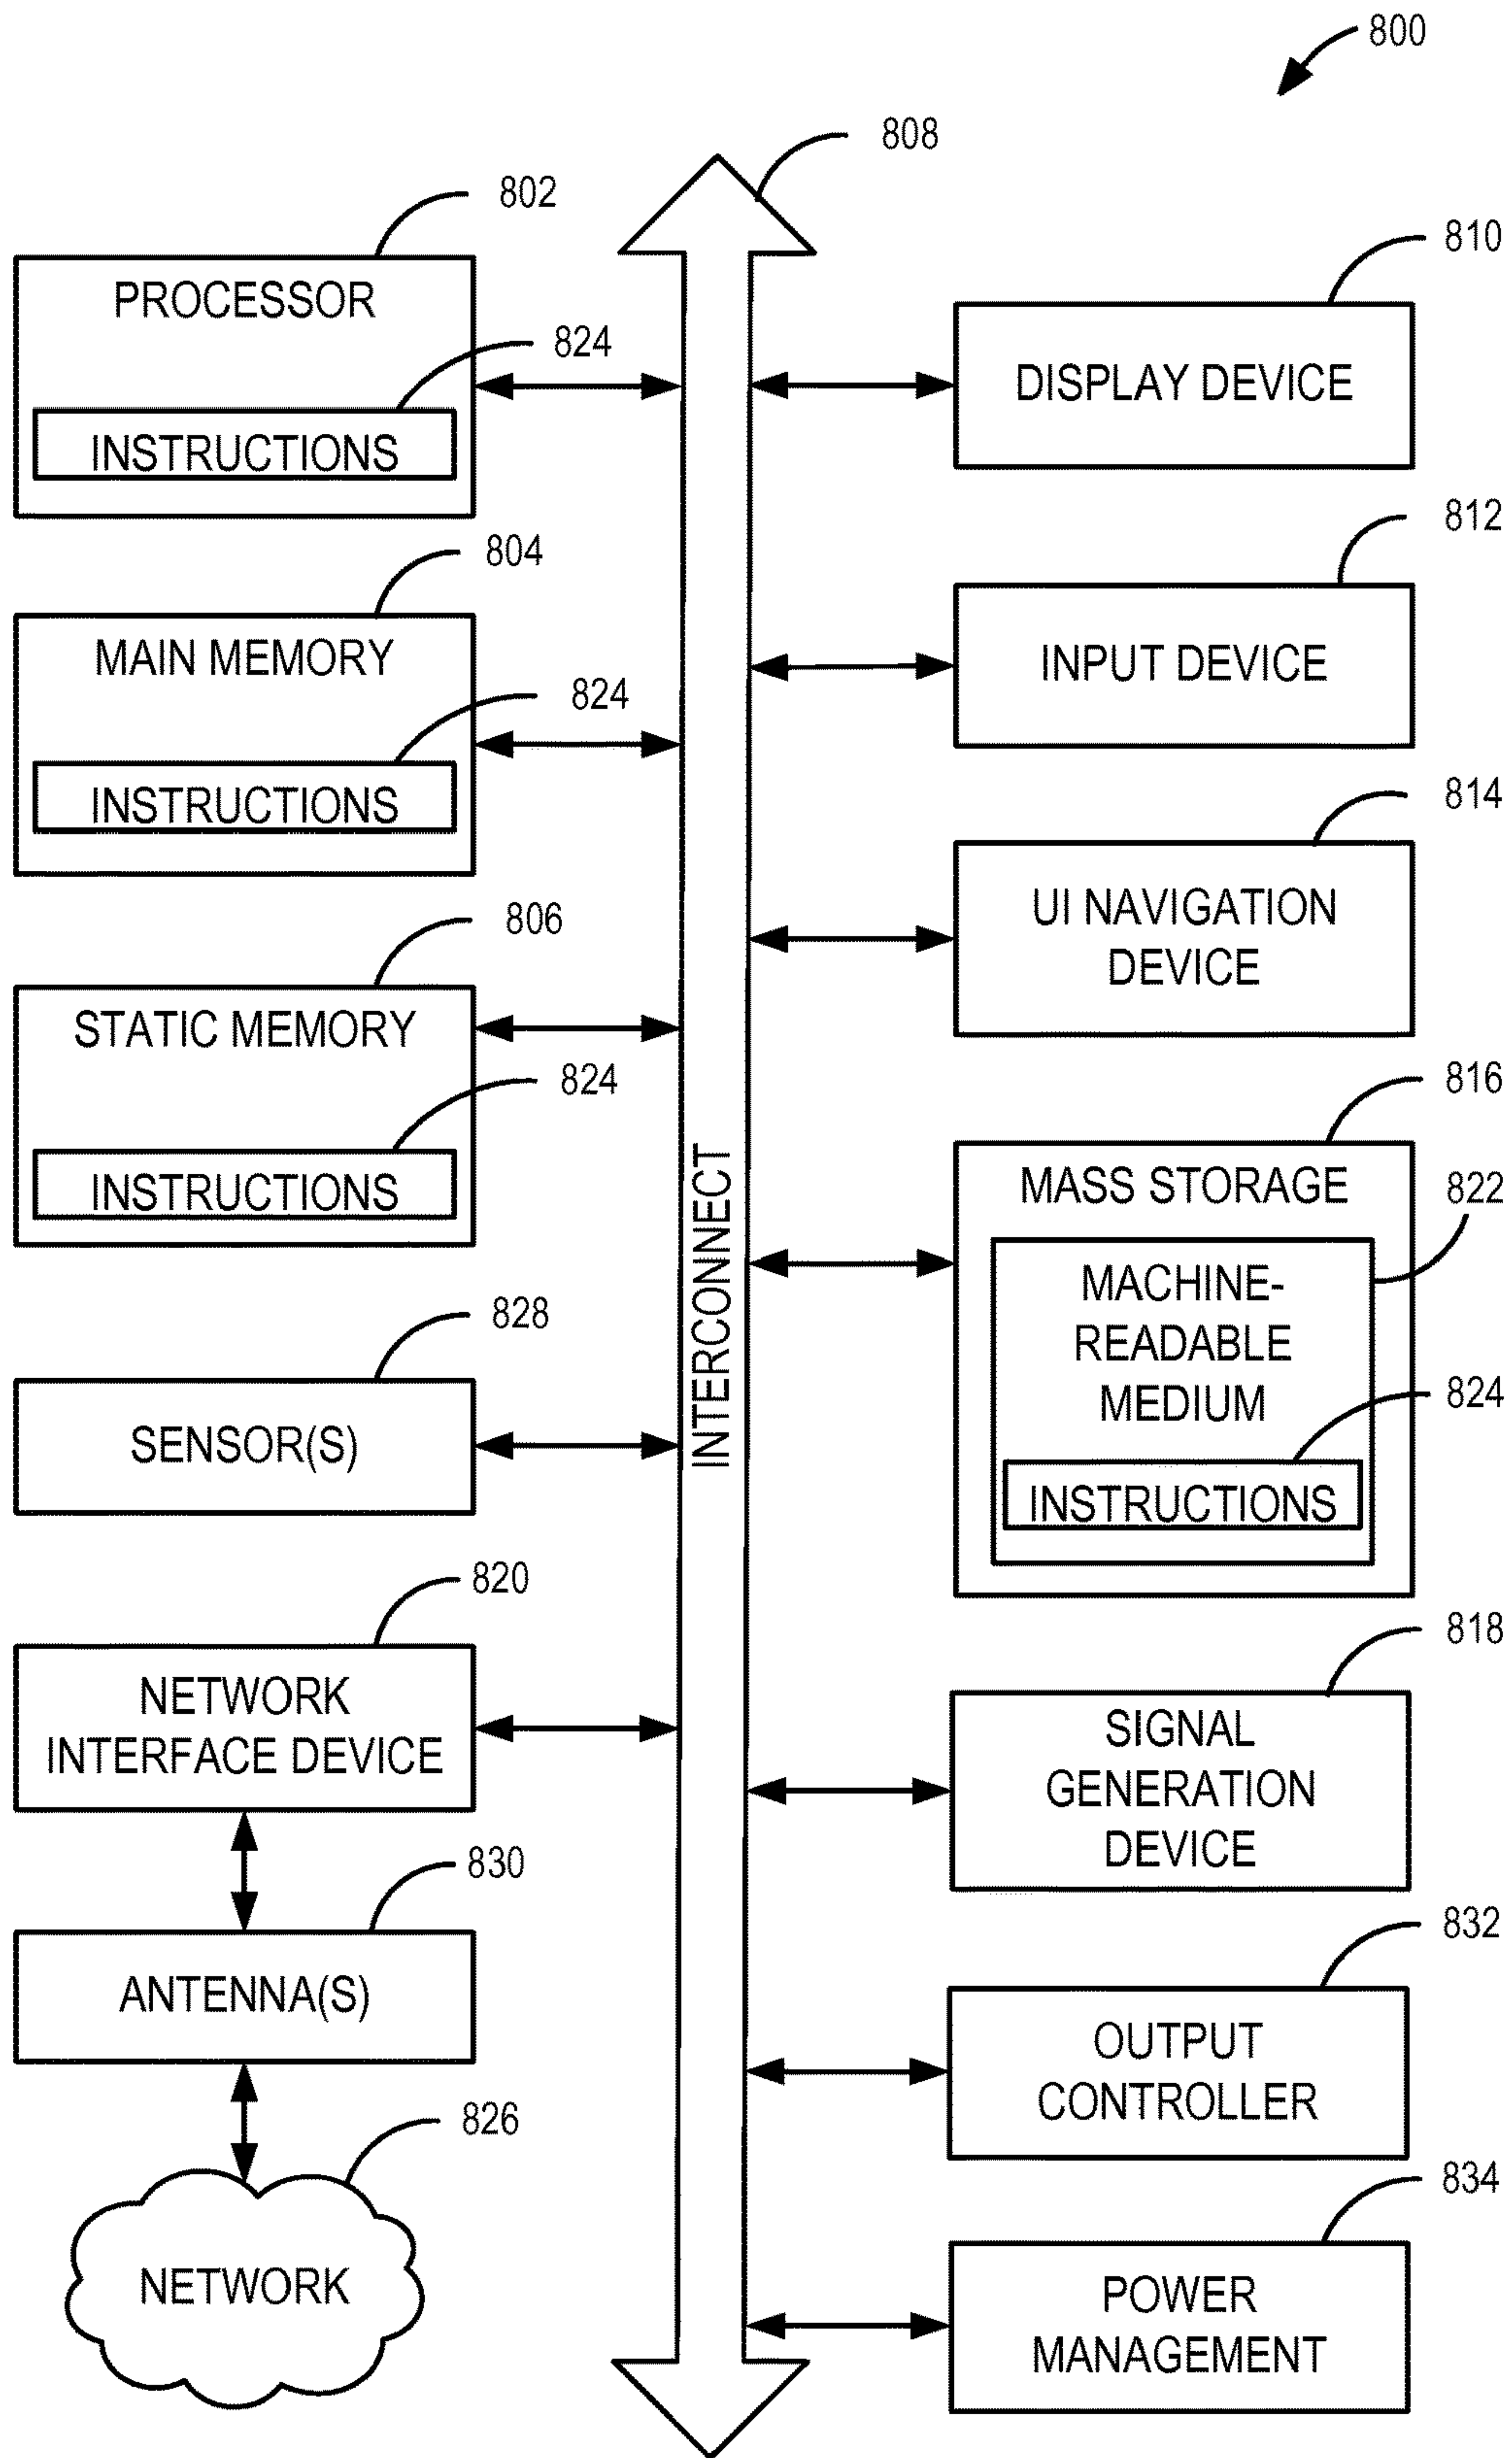 800
808
802
PROCESSOR
824
INSTRUCTIONS
804
MAIN MEMORY
824
INSTRUCTIONS
806
STATIC MEMORY
824
INSTRUCTIONS
828
SENSOR(S)
820
NETWORK
INTERFACE DEVICE
830
ANTENNA(S)
826
NETWORK
INTERCONNECT
810
DISPLAY DEVICE
812
INPUT DEVICE
814
UI NAVIGATION
DEVICE
816
MASS STORAGE
822
MACHINE-
READABLE
MEDIUM
824
INSTRUCTIONS
818
SIGNAL
GENERATION
DEVICE
832
OUTPUT
CONTROLLER
834
POWER
MANAGEMENT